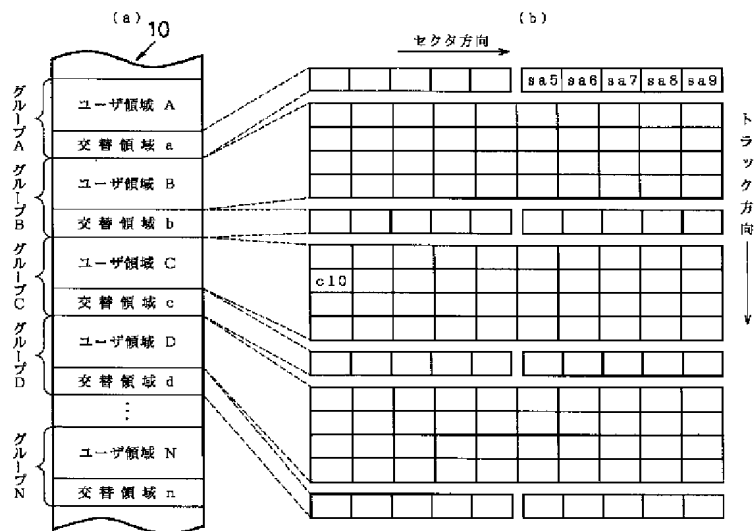 (a)
10
グループA
ユーザ領域 A
交替領域 a
グループB
ユーザ領域 B
交替領域 b
グループC
ユーザ領域 C
交替領域 c
グループD
ユーザ領域 D
交替領域 d
⋮
グループN
ユーザ領域 N
交替領域 n
(b)
セクタ方向
sa5 sa6 sa7 sa8 sa9
c10
トラック方向